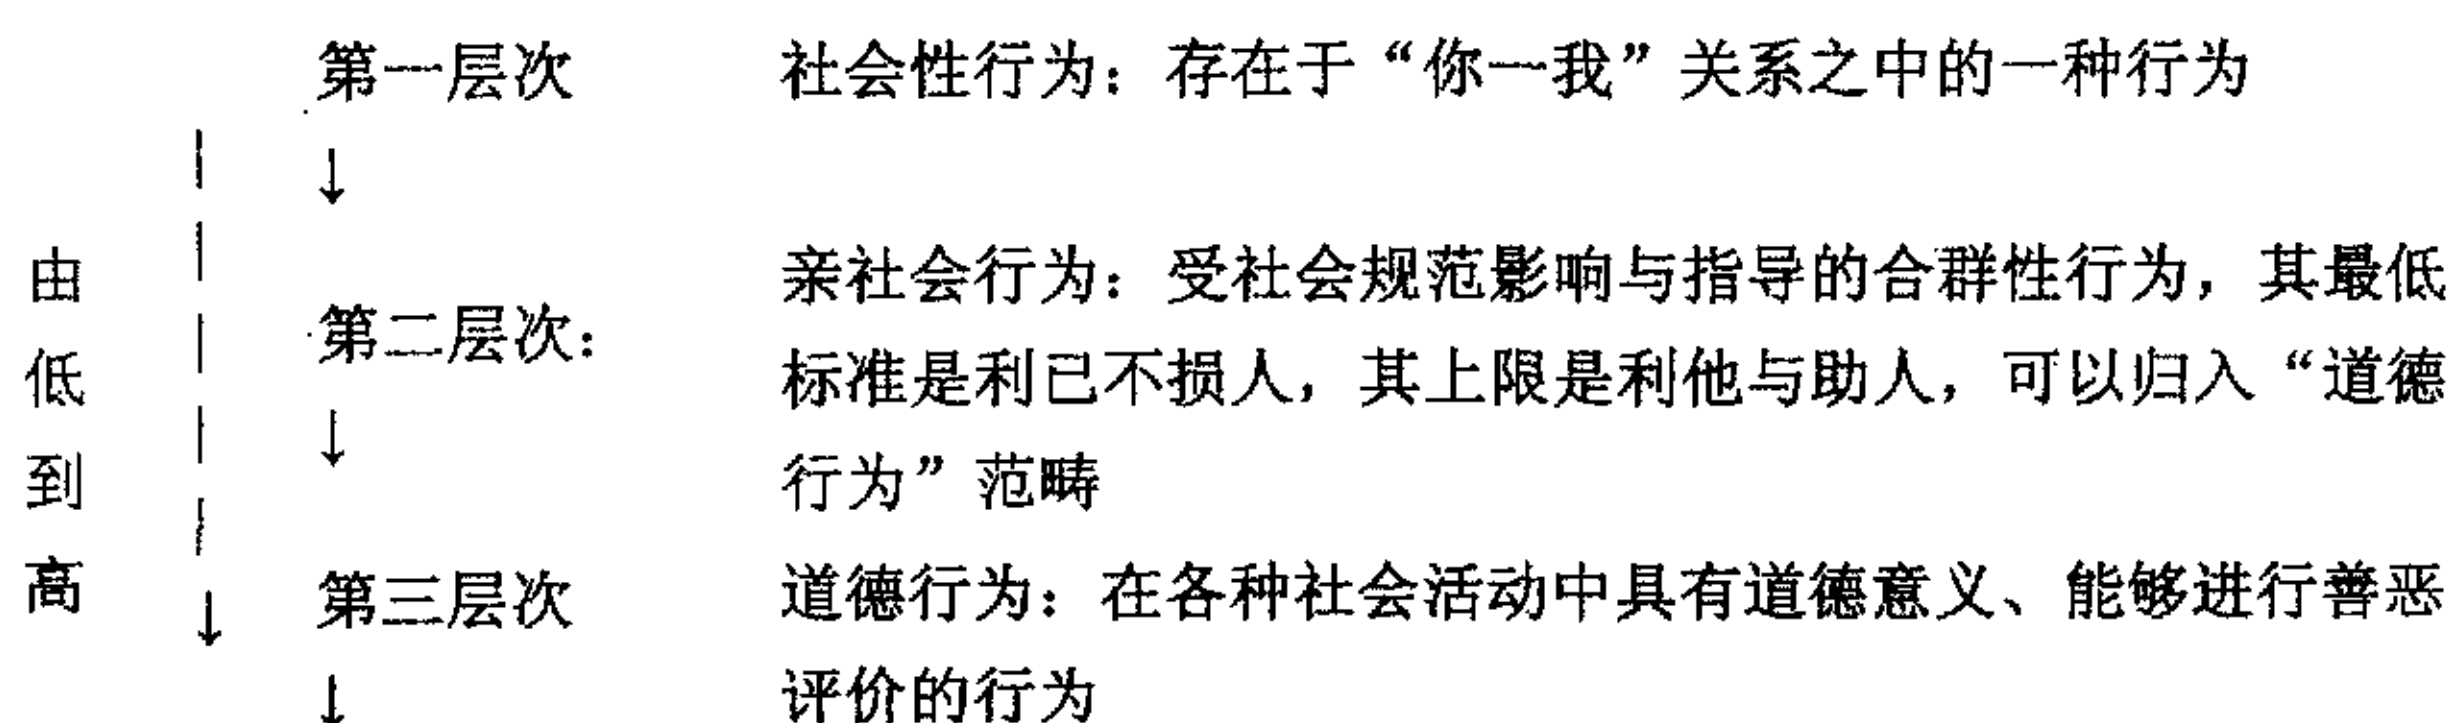 第一层次 社会性行为：存在于“你一我”关系之中的一种行为
↓
亲社会行为：受社会规范影响与指导的合群性行为，其最低
第二层次：
标准是利已不损人，其上限是利他与助人，可以归入“道德
↓
行为”范畴
第三层次 道德行为：在各种社会活动中具有道德意义、能够进行善恶
↓
评价的行为
由低到高